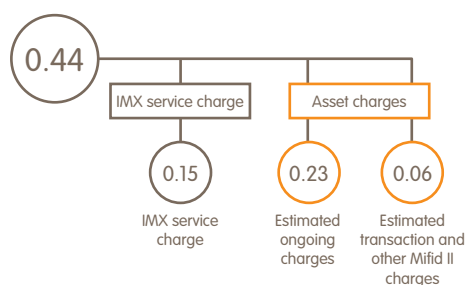 0.44
IMX service charge
Asset charges
0.15
0.23
0.06
IMX service
charge
Estimated
ongoing
charges
Estimated
transaction and
other Mifid II
charges